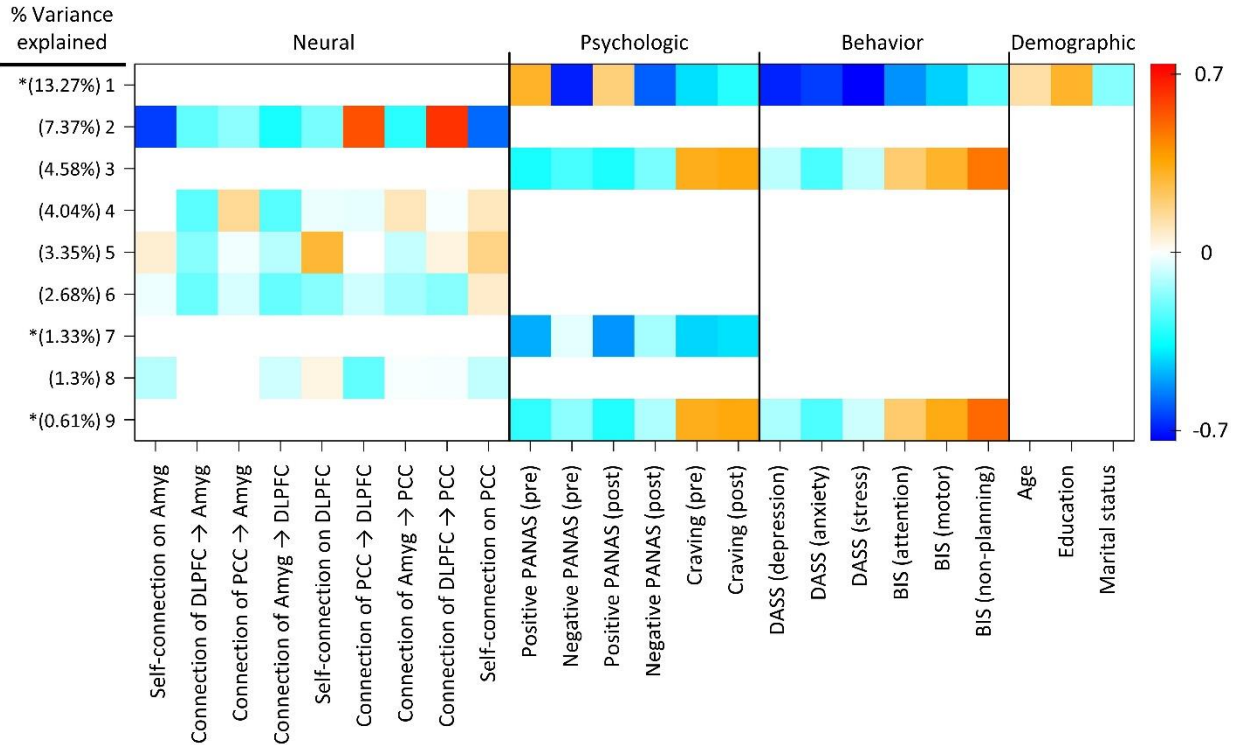 % Variance
explained
Neural
Psychologic
Behavior
Demographic
*(13.27%) 1
(7.37%) 2
(4.58%) 3
(4.04%) 4
(3.35%) 5
(2.68%) 6
*(1.33%) 7
(1.3%) 8
*(0.61%) 9
0.7
0
-0.7
Self-connection on Amyg
Connection of DLPFC → Amyg
Connection of PCC → Amyg
Connection of Amyg → DLPFC
Self-connection on DLPFC
Connection of PCC → DLPFC
Connection of Amyg → PCC
Connection of DLPFC → PCC
Self-connection on PCC
Positive PANAS (pre)
Negative PANAS (pre)
Positive PANAS (post)
Negative PANAS (post)
Craving (pre)
Craving (post)
DASS (depression)
DASS (anxiety)
DASS (stress)
BIS (attention)
BIS (motor)
BIS (non-planning)
Age
Education
Marital status